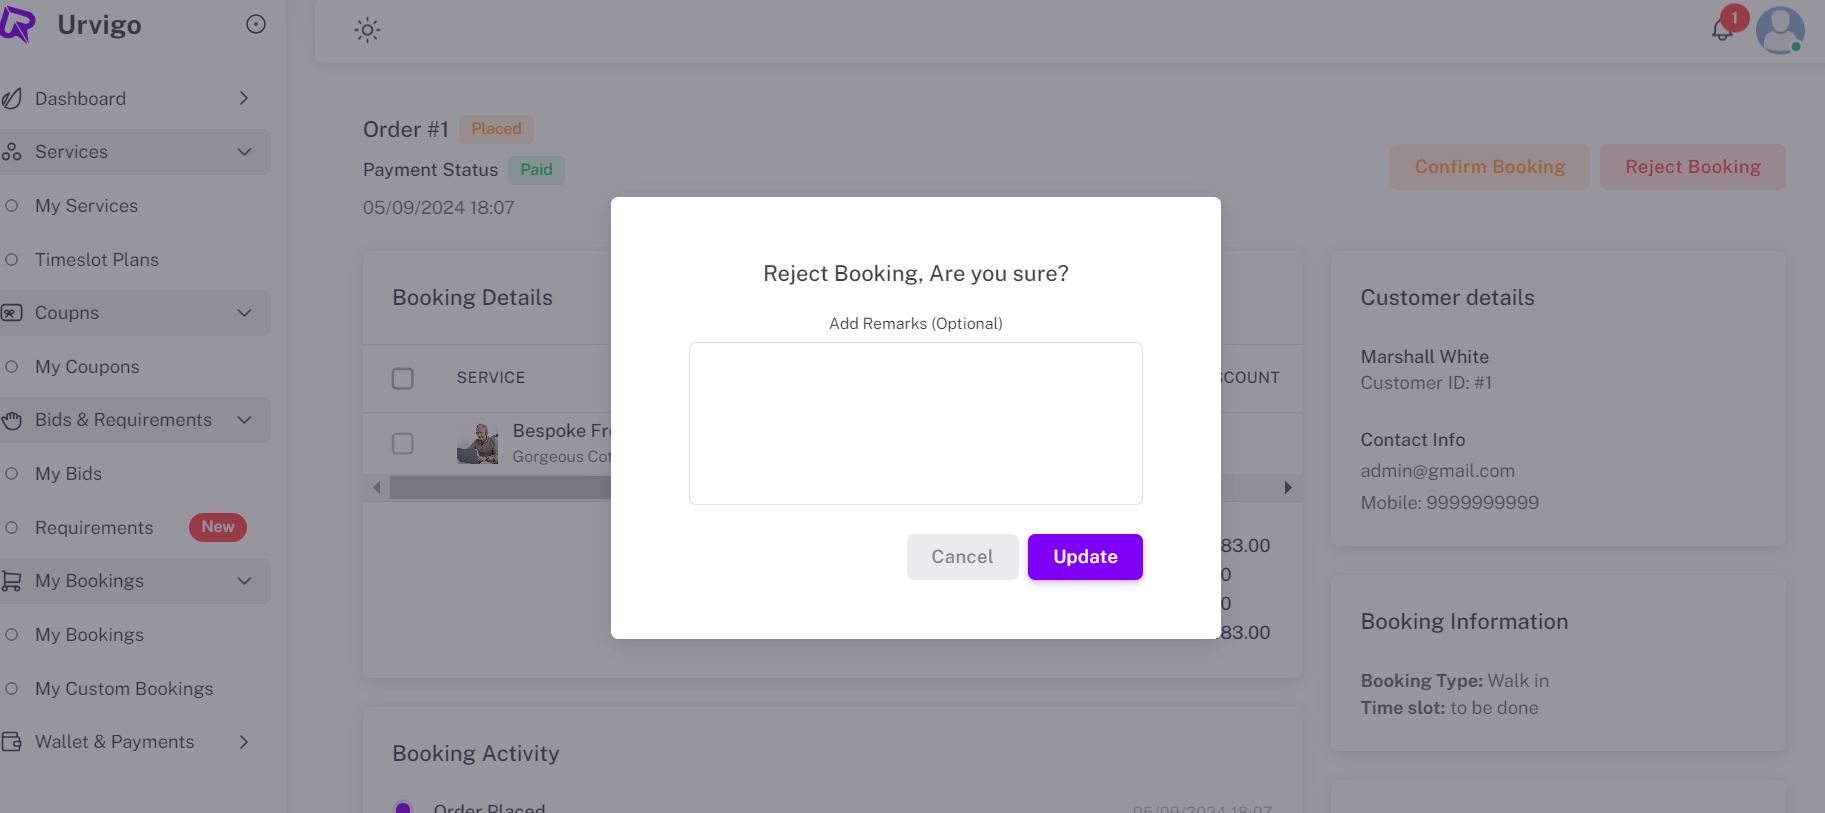 Urvigo
1
Dashboard
Services
My Services
Timeslot Plans
Coupns
My Coupons
Bids & Requirements
My Bids
Requirements
New
My Bookings
My Bookings
My Custom Bookings
Wallet & Payments
Order #1
Placed
Payment Status
Paid
05/09/2024 18:07
Confirm Booking
Reject Booking
Booking Details
SERVICE
COUNT
Bespoke
Gorgeous
83.00
0
0
83.00
Reject Booking, Are you sure?
Add Remarks (Optional)
Cancel
Update
Booking Activity
Order Placed
05/09/2024 18:07
Customer details
Marshall White
Customer ID: #1
Contact Info
admin@gmail.com
Mobile: 9999999999
Booking Information
Booking Type: Walk in
Time slot: to be done